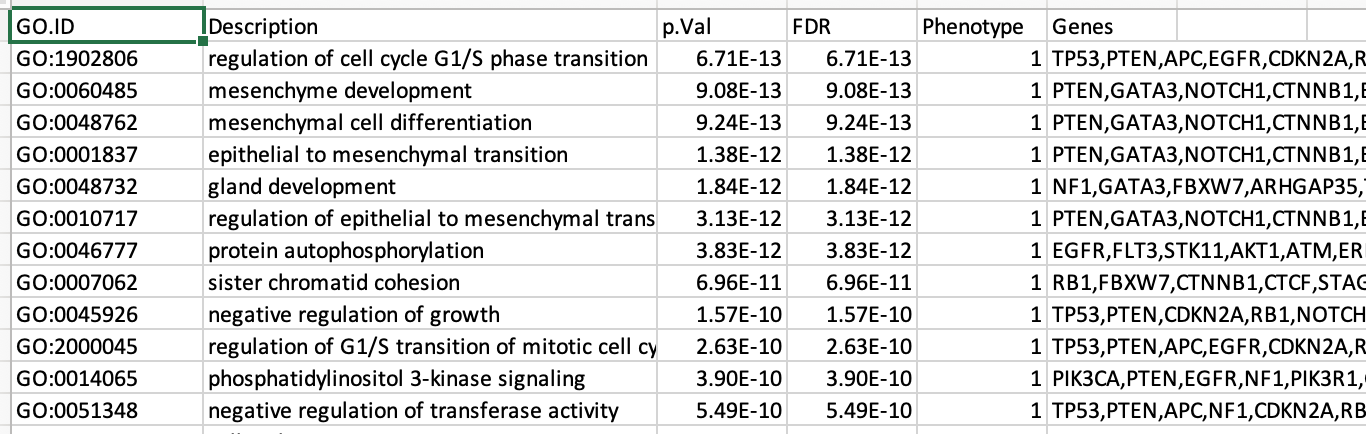 GO.ID Description p.Val FDR Phenotype Genes
GO:1902806 regulation of cell cycle G1/S phase transition 6.71E-13 6.71E-13 1 TP53,PTEN,APC,EGFR,CDKN2A,R
GO:0060485 mesenchyme development 9.08E-13 9.08E-13 1 PTEN,GATA3,NOTCH1,CTNNB1,E
GO:0048762 mesenchymal cell differentiation 9.24E-13 9.24E-13 1 PTEN,GATA3,NOTCH1,CTNNB1,E
GO:0001837 epithelial to mesenchymal transition 1.38E-12 1.38E-12 1 PTEN,GATA3,NOTCH1,CTNNB1,E
GO:0048732 gland development 1.84E-12 1.84E-12 1 NF1,GATA3,FBXW7,ARHGAP35,
GO:0010717 regulation of epithelial to mesenchymal trans 3.13E-12 3.13E-12 1 PTEN,GATA3,NOTCH1,CTNNB1,E
GO:0046777 protein autophosphorylation 3.83E-12 3.83E-12 1 EGFR,FLT3,STK11,AKT1,ATM,ER
GO:0007062 sister chromatid cohesion 6.96E-11 6.96E-11 1 RB1,FBXW7,CTNNB1,CTCF,STAG
GO:0045926 negative regulation of growth 1.57E-10 1.57E-10 1 TP53,PTEN,CDKN2A,RB1,NOTCH
GO:2000045 regulation of G1/S transition of mitotic cell cy 2.63E-10 2.63E-10 1 TP53,PTEN,APC,EGFR,CDKN2A,R
GO:0014065 phosphatidylinositol 3-kinase signaling 3.90E-10 3.90E-10 1 PIK3CA,PTEN,EGFR,NF1,PIK3R1,
GO:0051348 negative regulation of transferase activity 5.49E-10 5.49E-10 1 TP53,PTEN,APC,NF1,CDKN2A,RB